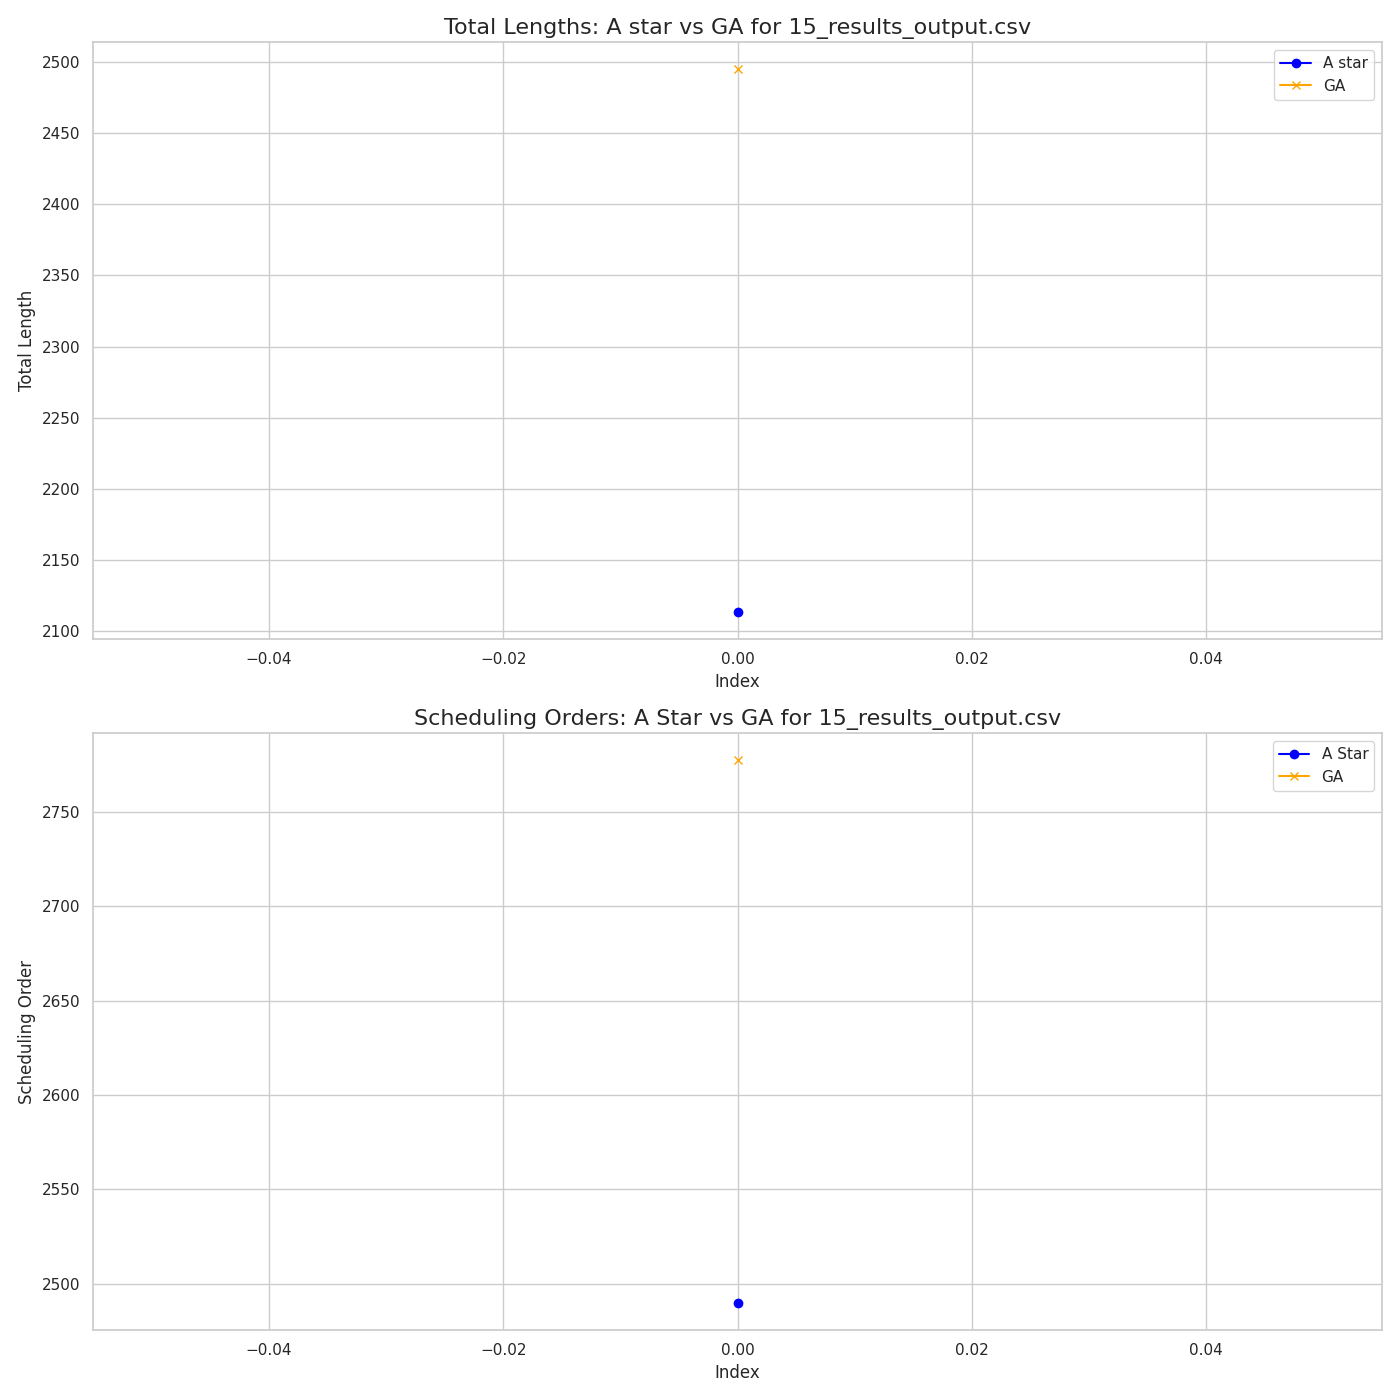 Total Lengths: A star vs GA for 15_results_output.csv
2500
2450
2400
2350
2300
2250
2200
2150
2100
Total Length
A star
GA
−0.04
−0.02
0.00
0.02
0.04
Index
Scheduling Orders: A Star vs GA for 15_results_output.csv
2750
2700
2650
2600
2550
2500
Scheduling Order
A Star
GA
−0.04
−0.02
0.00
0.02
0.04
Index